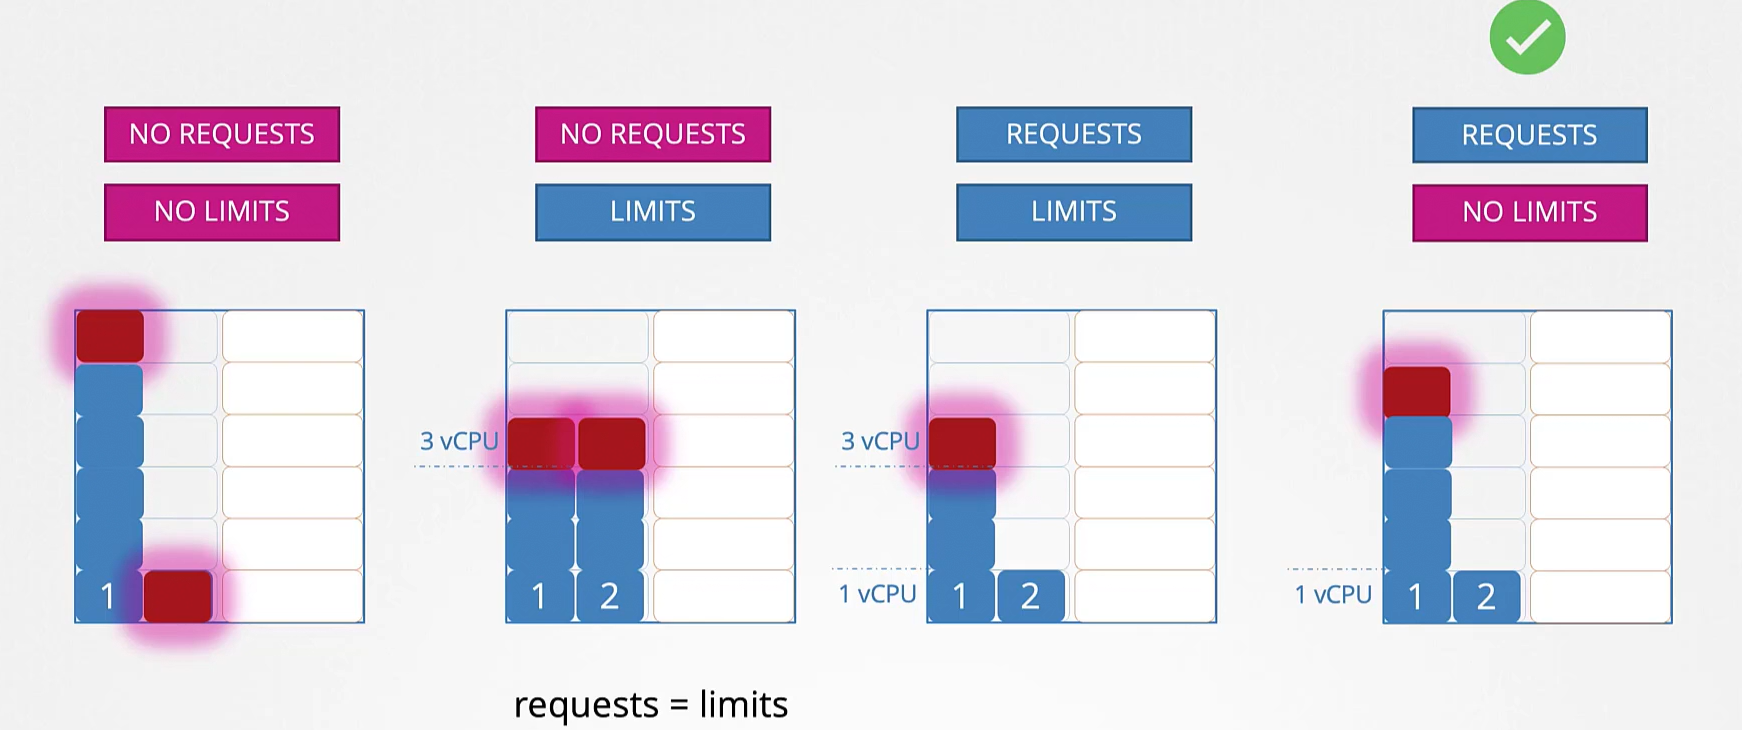 NO REQUESTS
NO LIMITS
1
NO REQUESTS
LIMITS
3 vCPU
1
2
requests = limits
REQUESTS
LIMITS
3 vCPU
1 vCPU
1
2
REQUESTS
NO LIMITS
1 vCPU
1
2